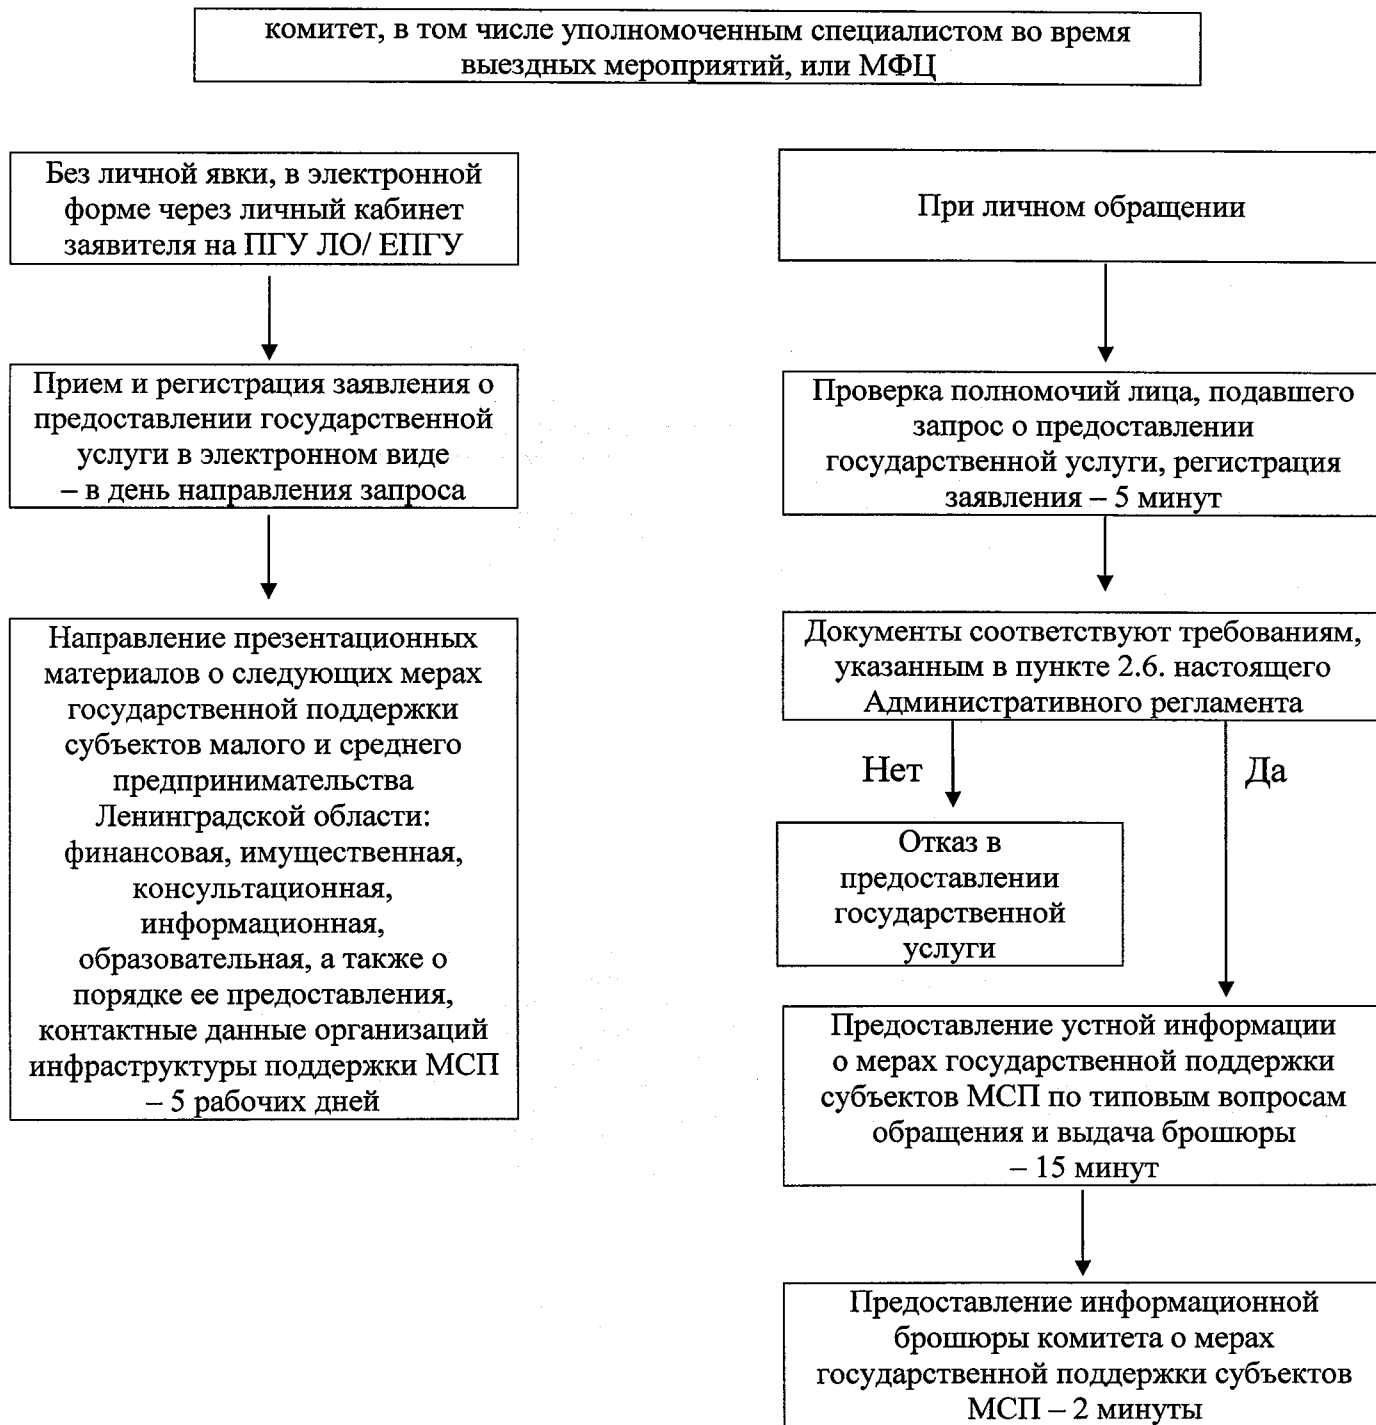 комитет, в том числе уполномоченным специалистом во время
выездных мероприятий, или МФЦ
Без личной явки, в электронной
форме через личный кабинет
заявителя на ПГУ ЛО/ ЕПГУ
Прием и регистрация заявления о
предоставлении государственной
услуги в электронном виде
– в день направления запроса
Направление презентационных
материалов о следующих мерах
государственной поддержки
субъектов малого и среднего
предпринимательства
Ленинградской области:
финансовая, имущественная,
консультационная,
информационная,
образовательная, а также о
порядке ее предоставления,
контактные данные организаций
инфраструктуры поддержки МСП
– 5 рабочих дней
При личном обращении
Проверка полномочий лица, подавшего
запрос о предоставлении
государственной услуги, регистрация
заявления – 5 минут
Документы соответствуют требованиям,
указанным в пункте 2.6. настоящего
Административного регламента
Нет
Да
Отказ в
предоставлении
государственной
услуги
Предоставление устной информации
о мерах государственной поддержки
субъектов МСП по типовым вопросам
обращения и выдача брошюры
– 15 минут
Предоставление информационной
брошюры комитета о мерах
государственной поддержки субъектов
МСП – 2 минуты